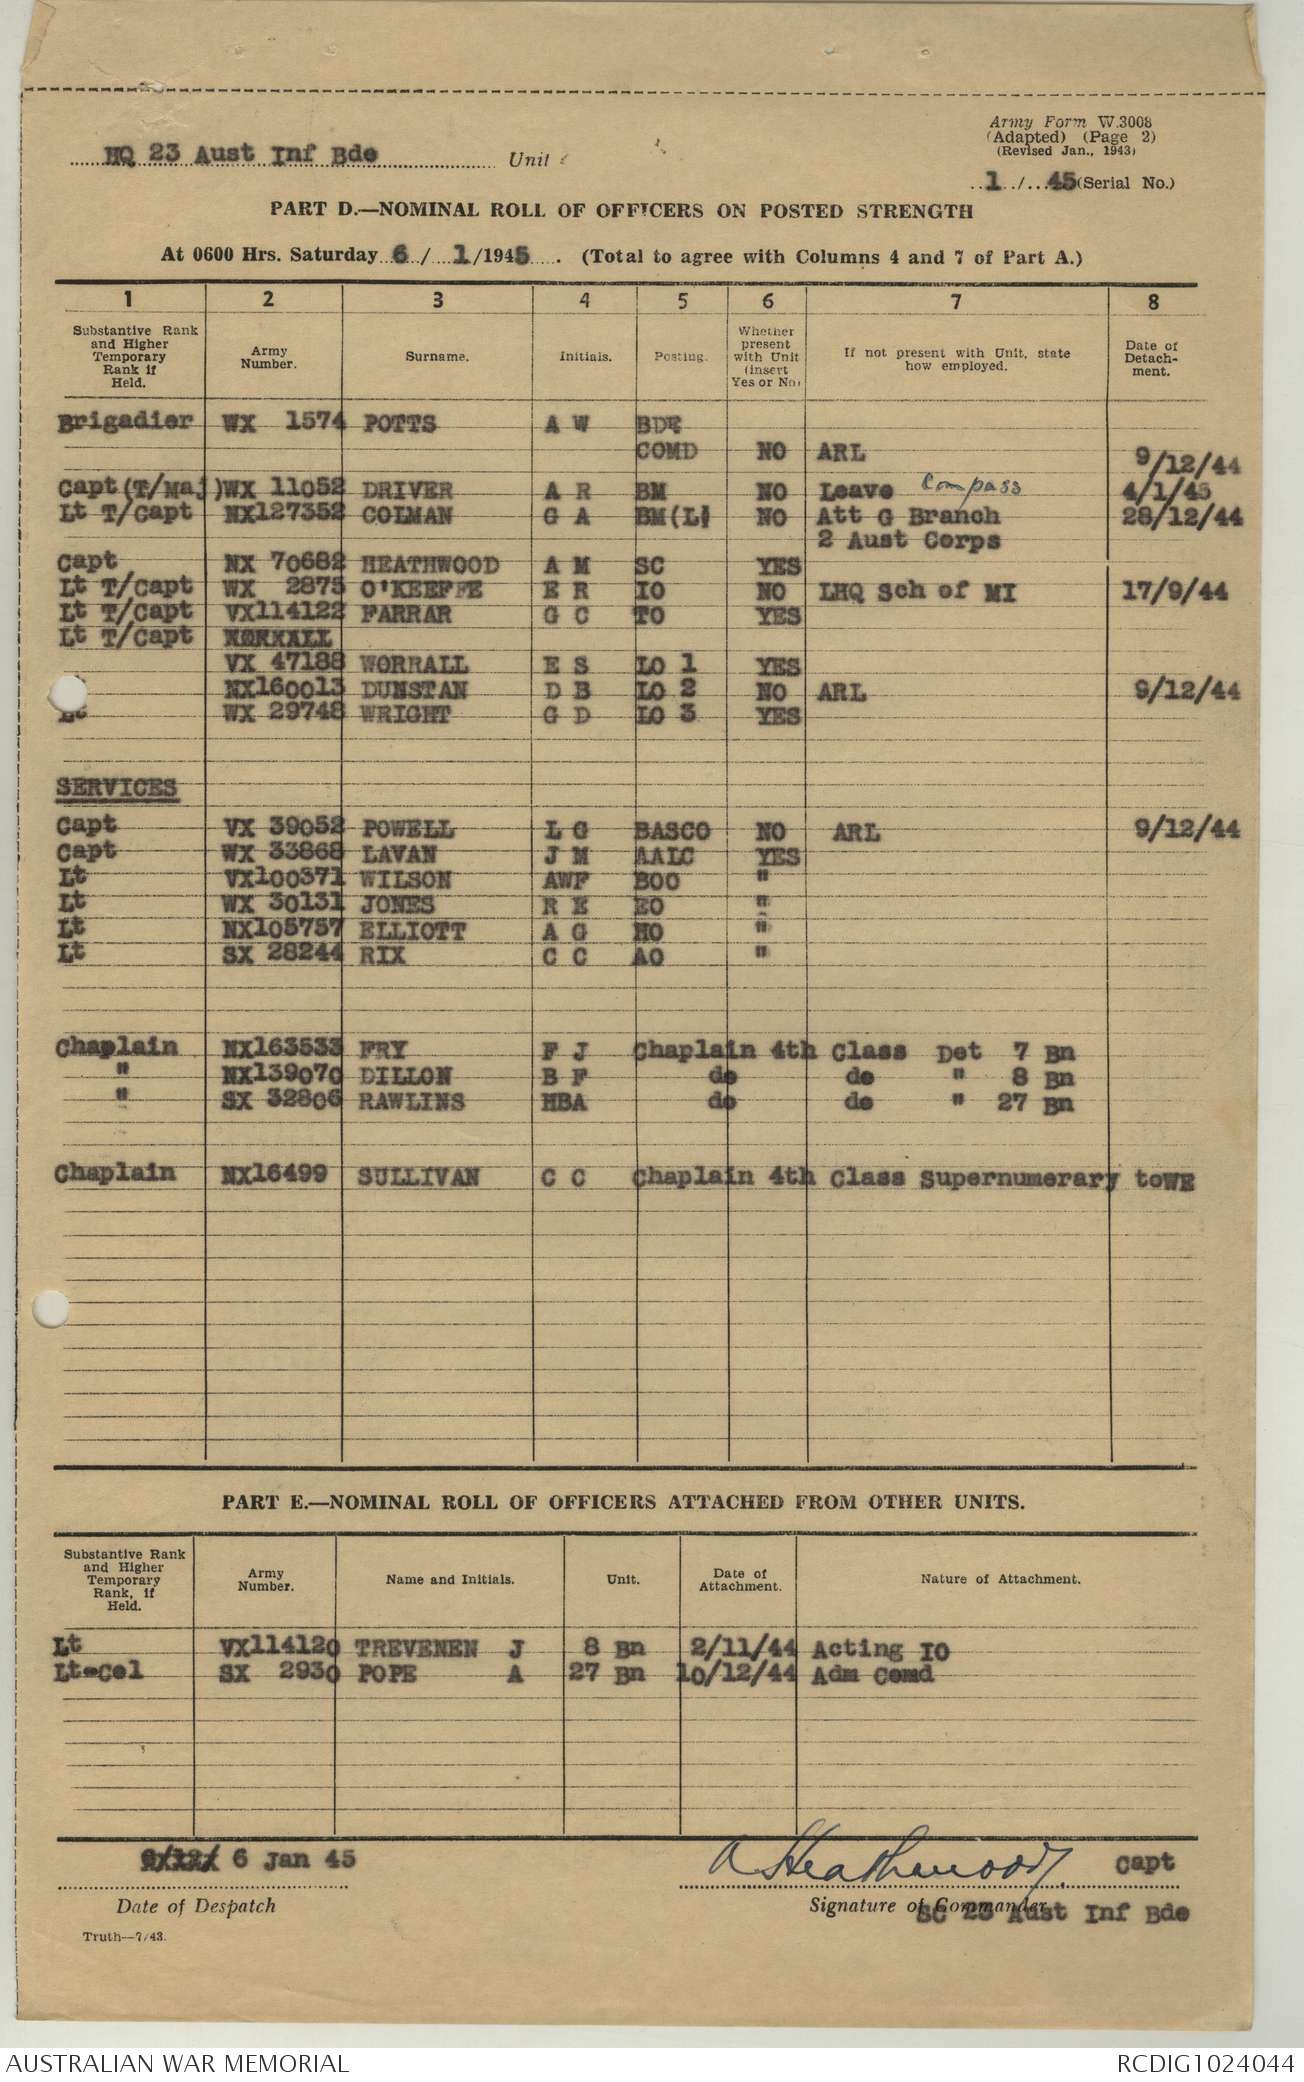 Army Form W.3008
(Adapted) (Page 2)
(Revised Jan., 1943)
HQ 23 Aust Inf Bde Unit
1/45 (Serial No.)
PART D.—NOMINAL ROLL OF OFFICERS ON POSTED STRENGTH
At 0600 Hrs. Saturday 6/1/1945. (Total to agree with Columns 4 and 7 of Part A.)
1 2 3 4 5 6 7 8
Substantive Rank and Higher Temporary Rank if Held. Army Number. Surname. Initials. Posting. Whether present with Unit (insert Yes or No) If not present with Unit, state how employed. Date of Detachment.
Brigadier WX 1574 POTTS A W BDE
COMD NO ARL 9/12/44
Capt (T/Maj) WX 11052 DRIVER A R BM NO Leave Compass 4/1/45
Lt T/Capt NX127352 COLMAN G A BM(L) NO Att G Branch 28/12/44
2 Aust Corps
Capt NX 70682 HEATHWOOD A M SC YES
Lt T/Capt WX 2875 O'KEEFFE E R IO NO LHQ Sch of MI 17/9/44
Lt T/Capt VX114122 FARRAR G C TO YES
Lt T/Capt
VX 47188 WORRALL E S LO 1 YES
NX160013 DUNSTAN D B LO 2 NO ARL 9/12/44
Lt WX 29748 WRIGHT G D LO 3 YES
SERVICES
Capt VX 39052 POWELL L G BASCO NO ARL 9/12/44
Capt WX 33868 LAVAN J M AALC YES
Lt VX100371 WILSON AWF BOO "
Lt WX 30131 JONES R E EO "
Lt NX105757 ELLIOTT A G HO "
Lt SX 28244 RIX C C AO "
Chaplain NX163533 FRY F J Chaplain 4th Class Det 7 Bn
" NX139070 DILLON B F do do " 8 Bn
" SX 32806 RAWLINS HBA do do " 27 Bn
Chaplain NX16499 SULLIVAN C C Chaplain 4th Class Supernumerary toWE
PART E.—NOMINAL ROLL OF OFFICERS ATTACHED FROM OTHER UNITS.
Substantive Rank and Higher Temporary Rank, if Held. Army Number. Name and Initials. Unit. Date of Attachment. Nature of Attachment.
Lt VX114120 TREVENEN J 8 Bn 2/11/44 Acting IO
Lt-Col SX 2930 POPE A 27 Bn 10/12/44 Adm Comd
6 Jan 45 A Heathwood Capt
Date of Despatch Signature of Commander
SC 23 Aust Inf Bde
Truth—7/43.
AUSTRALIAN WAR MEMORIAL RCDIG1024044